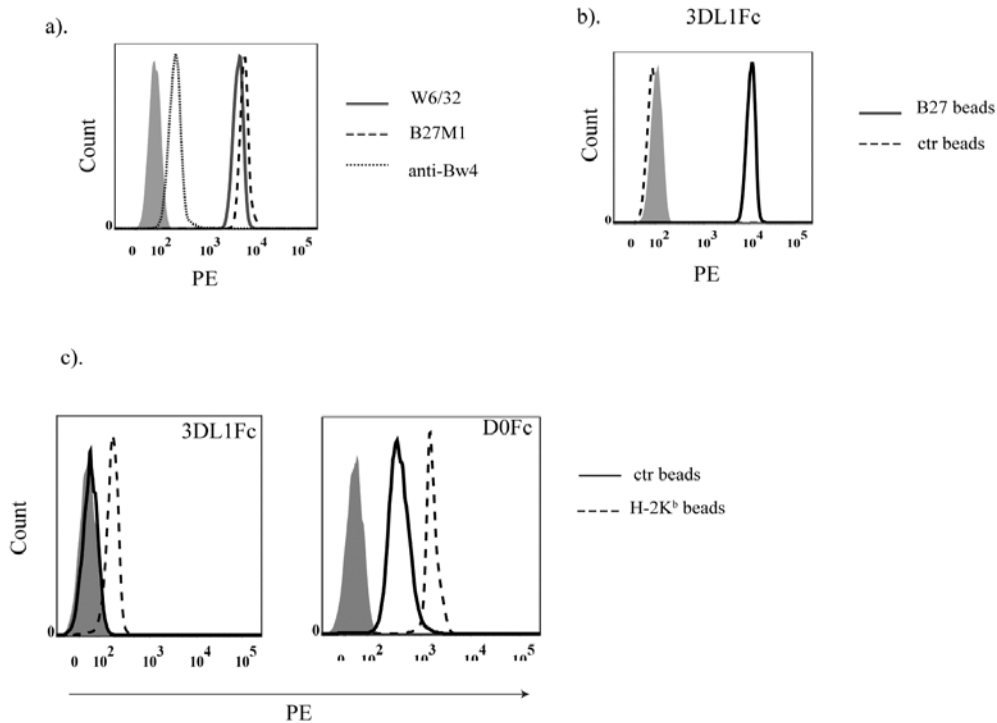 a).
Count
0
0 10² 10³ 10⁴ 10⁵
PE
W6/32
B27M1
anti-Bw4
b).
3DL1Fc
Count
0
0 10² 10³ 10⁴ 10⁵
PE
B27 beads
ctr beads
c).
3DL1Fc
Count
0
0 10² 10³ 10⁴ 10⁵
D0Fc
0
0 10² 10³ 10⁴ 10⁵
PE
ctr beads
H-2Kᵇ beads